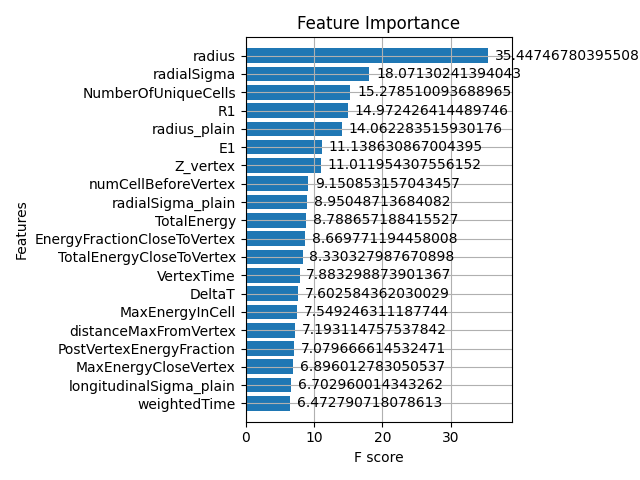 Feature Importance
radius 35.44746780395508
radialSigma 18.07130241394043
NumberOfUniqueCells 15.278510093688965
R1 14.972426414489746
radius_plain 14.062283515930176
E1 11.138630867004395
Z_vertex 11.011954307556152
numCellBeforeVertex 9.150853157043457
radialSigma_plain 8.95048713684082
TotalEnergy 8.788657188415527
EnergyFractionCloseToVertex 8.669771194458008
TotalEnergyCloseToVertex 8.330327987670898
VertexTime 7.883298873901367
DeltaT 7.602584362030029
MaxEnergyInCell 7.549246311187744
distanceMaxFromVertex 7.193114757537842
PostVertexEnergyFraction 7.079666614532471
MaxEnergyCloseVertex 6.896012783050537
longitudinalSigma_plain 6.702960014343262
weightedTime 6.472790718078613
0 10 20 30
F score
Features